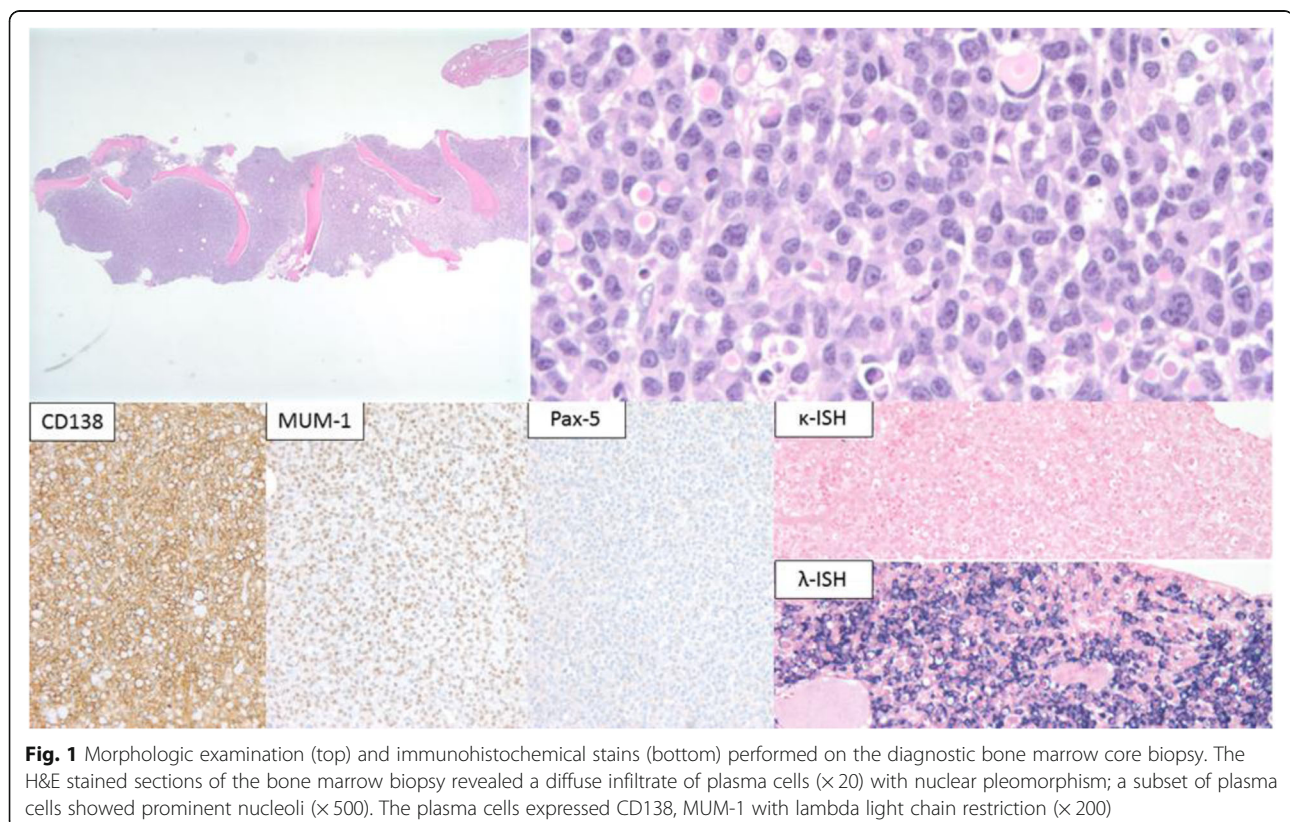 CD138
MUM-1
Pax-5
κ-ISH
λ-ISH
Fig. 1 Morphologic examination (top) and immunohistochemical stains (bottom) performed on the diagnostic bone marrow core biopsy. The
H&E stained sections of the bone marrow biopsy revealed a diffuse infiltrate of plasma cells (× 20) with nuclear pleomorphism; a subset of plasma
cells showed prominent nucleoli (× 500). The plasma cells expressed CD138, MUM-1 with lambda light chain restriction (× 200)